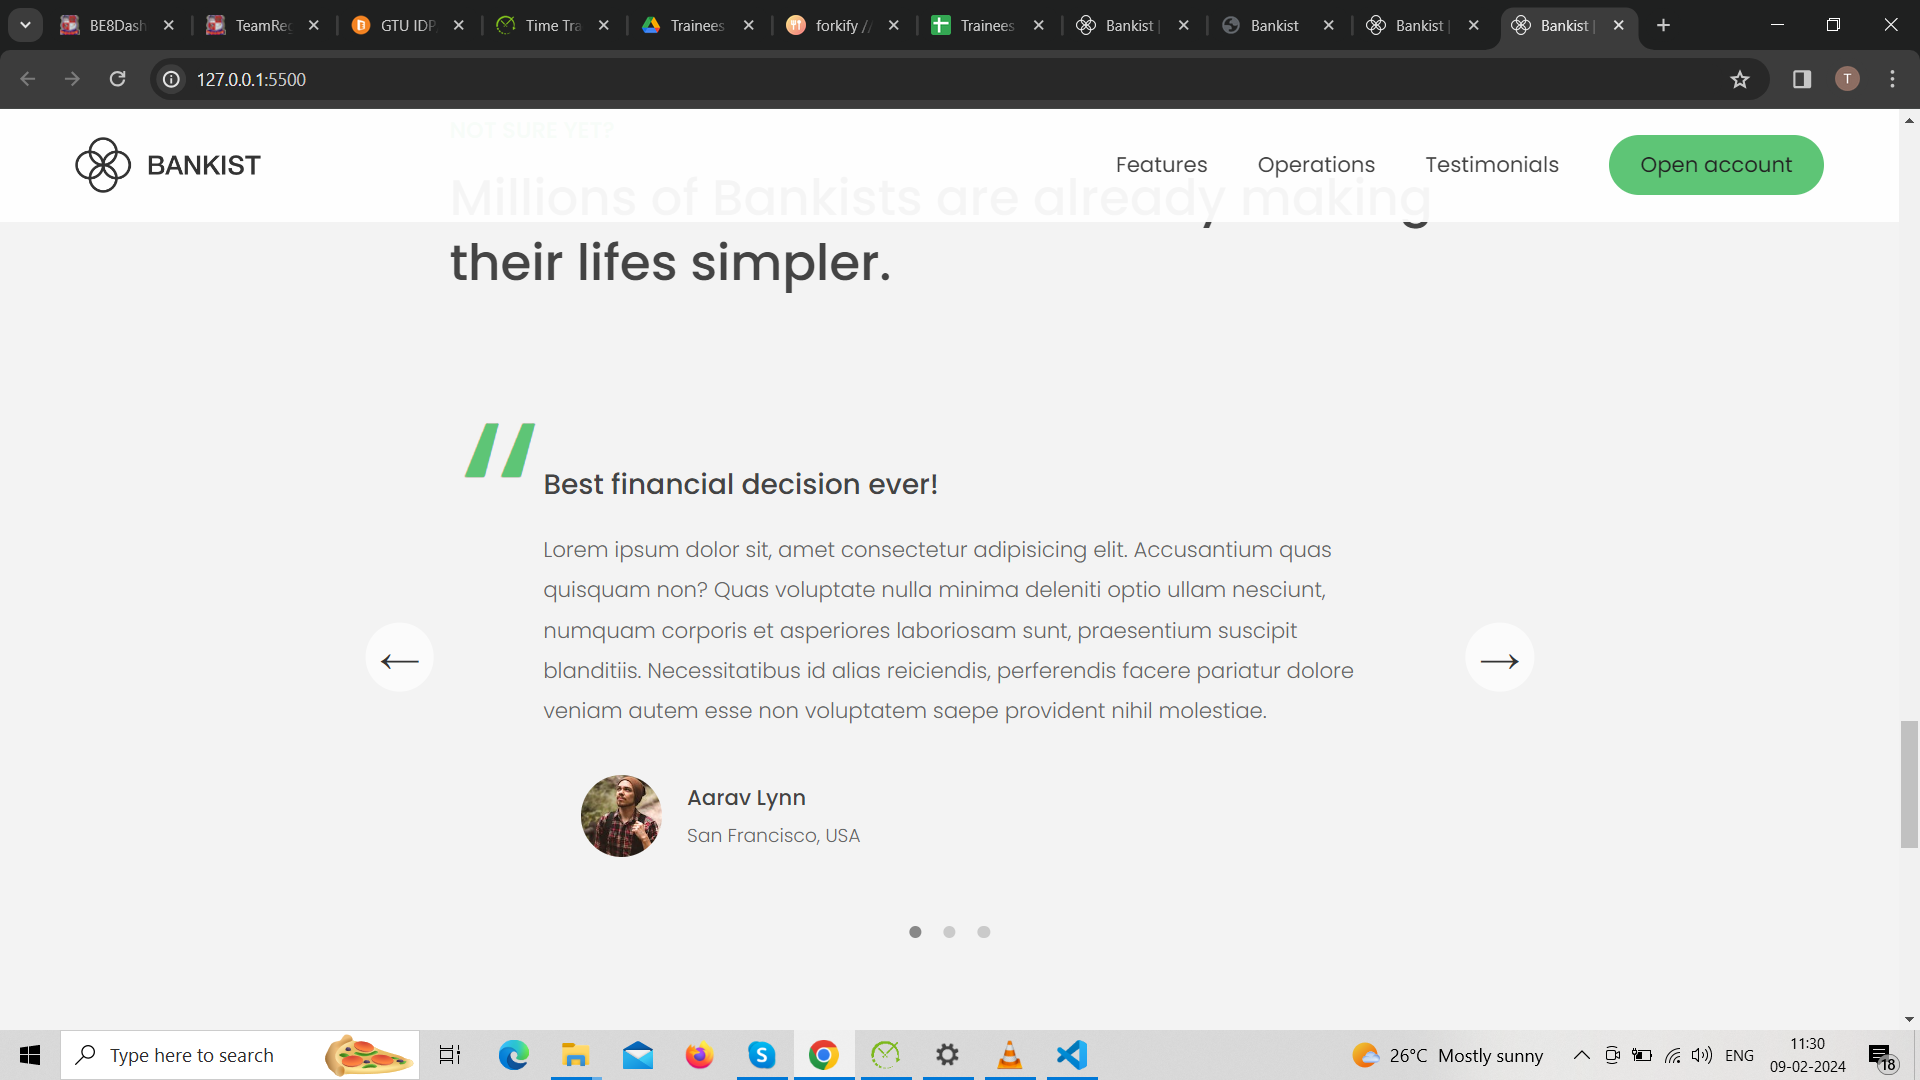 BE8Dash
TeamReg
GTU IDP
Time Tra
Trainees
forkify //
Trainees
Bankist |
Bankist
Bankist |
Bankist |
127.0.0.1:5500
T
NOT SURE YET?
BANKIST
Features
Operations
Testimonials
Open account
Millions of Bankists are already making
their lifes simpler.
Best financial decision ever!
Lorem ipsum dolor sit, amet consectetur adipisicing elit. Accusantium quas
quisquam non? Quas voluptate nulla minima deleniti optio ullam nesciunt,
numquam corporis et asperiores laboriosam sunt, praesentium suscipit
blanditiis. Necessitatibus id alias reiciendis, perferendis facere pariatur dolore
veniam autem esse non voluptatem saepe provident nihil molestiae.
←
→
Aarav Lynn
San Francisco, USA
Type here to search
26°C Mostly sunny
ENG
11:30
09-02-2024
18